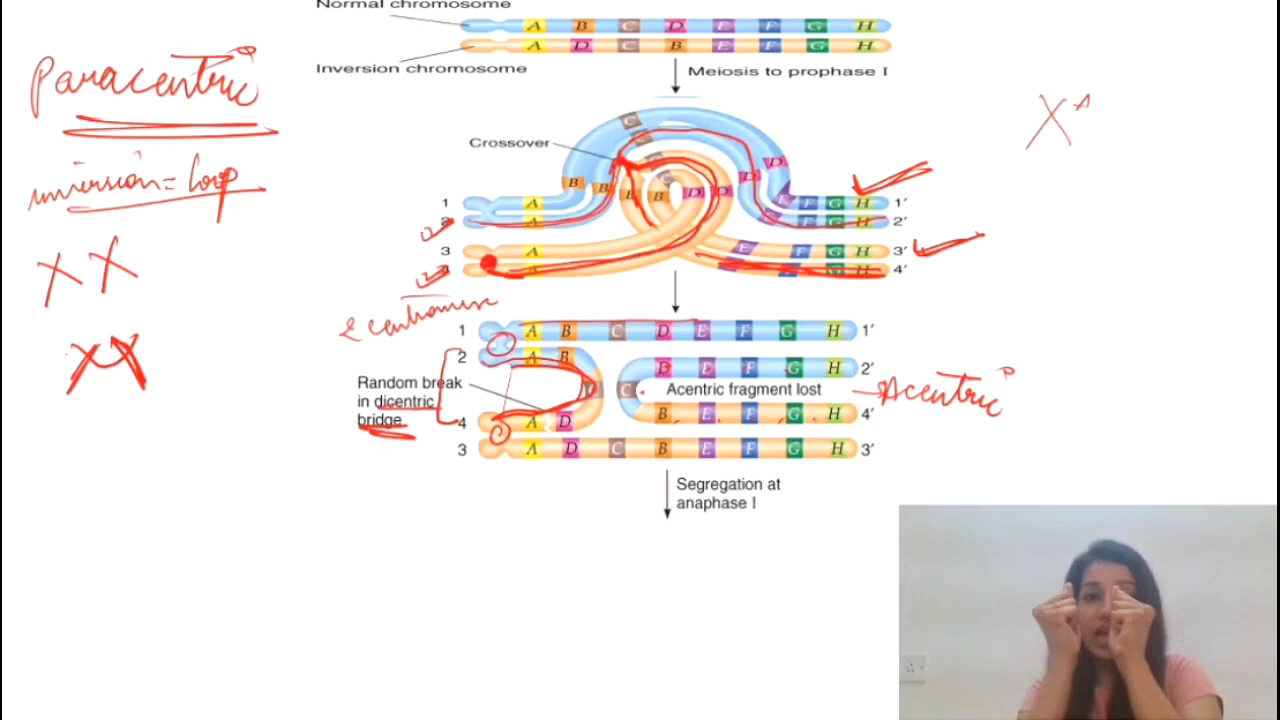 Normal chromosome
A B C D E F G H
Inversion chromosome
A D C B E F G H
Meiosis to prophase I
Paracentric
inversion = loop
Crossover
C
C
C
C
B B B B D D D D
1 A E F G H 1'
2 A F G H 2'
3 A E F G H 3'
A G H 4'
2 centromere
1 A B C D E F G H 1'
2 A B D E F G H 2'
Random break
in dicentric
bridge
C C Acentric fragment lost
Acentric
4 A D B E F G H 4'
3 A D C B E F G H 3'
Segregation at
anaphase I